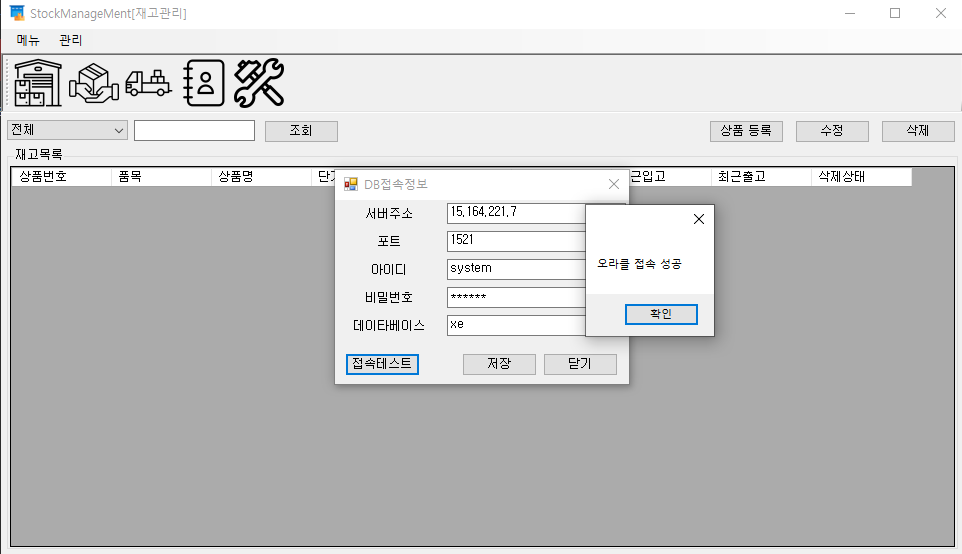 StockManageMent[재고관리]
메뉴 관리
전체 조회 상품 등록 수정 삭제
재고목록
상품번호 품목 상품명 근입고 최근출고 삭제상태
DB접속정보
서버주소 15,164,221,7
포트 1521
아이디 system
비밀번호 ******
데이타베이스 xe
접속테스트 저장 닫기
오라클 접속 성공
확인